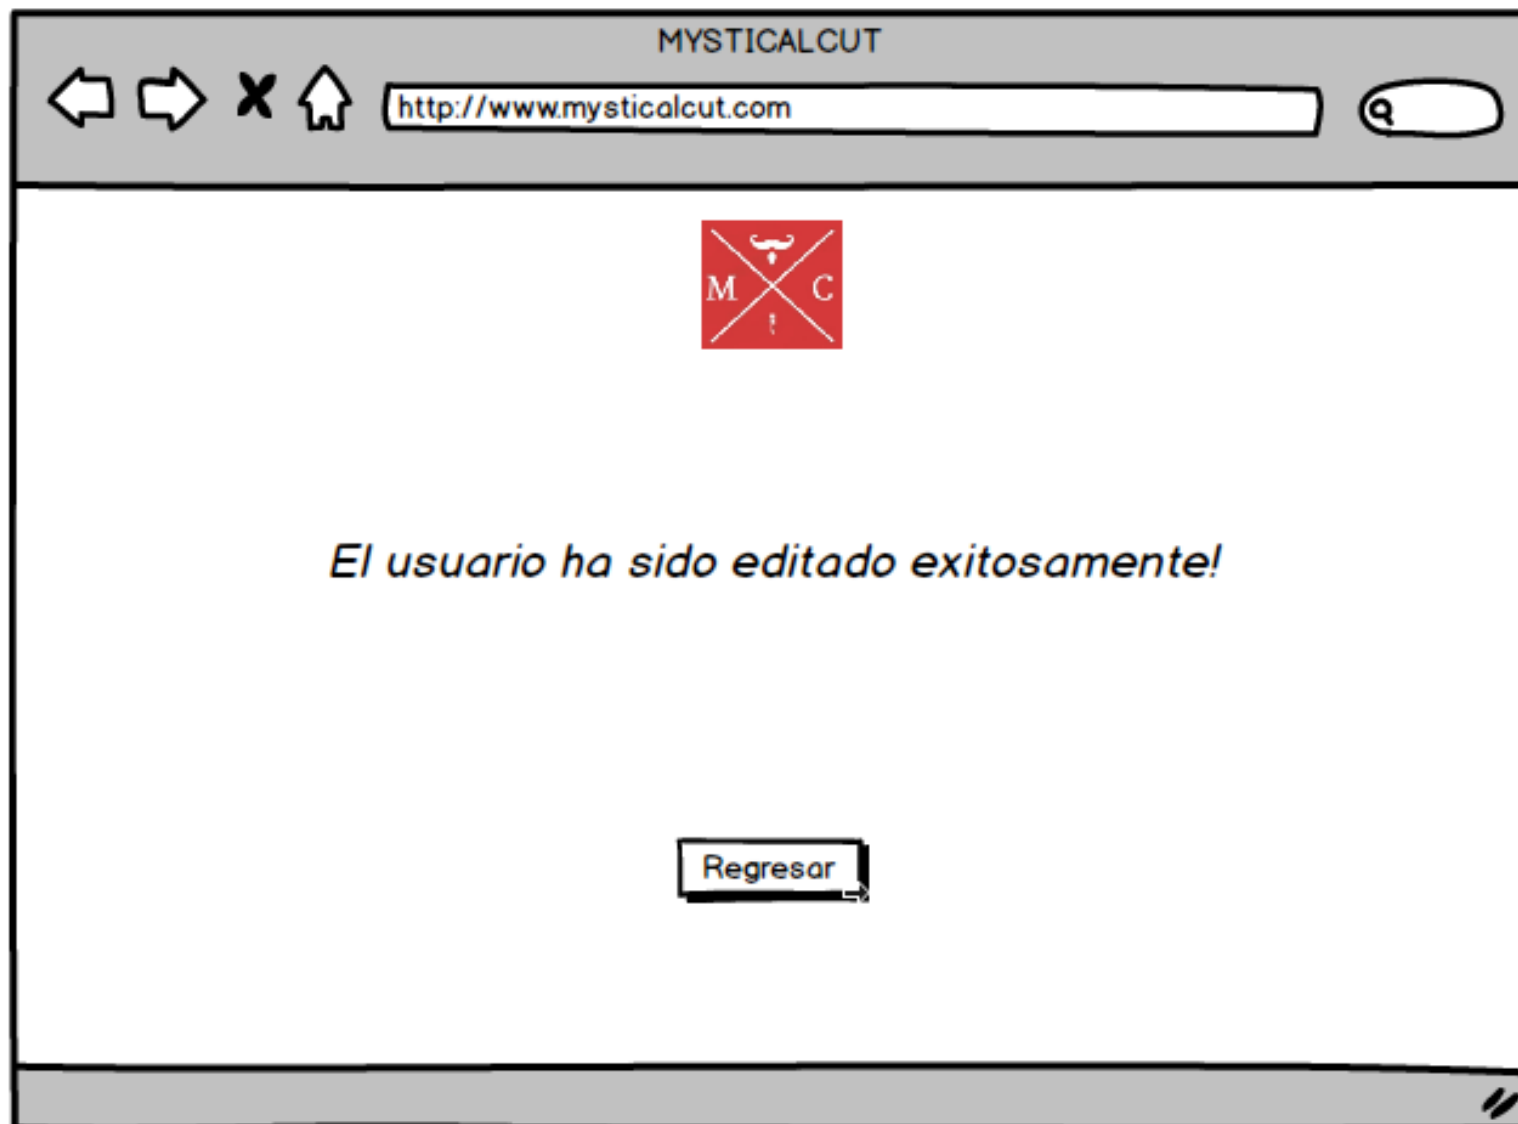 MYSTICALCUT
http://www.mysticalcut.com
M C
El usuario ha sido editado exitosamente!
Regresar